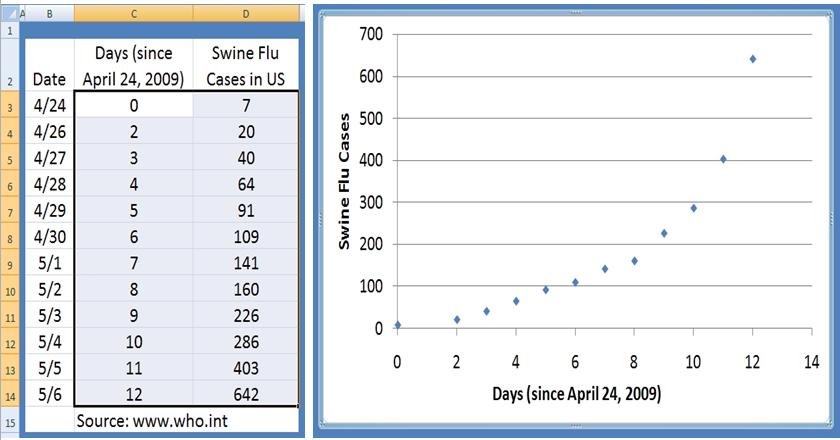 A B C D
1
2 Date Days (since April 24, 2009) Swine Flu Cases in US
3 4/24 0 7
4 4/26 2 20
5 4/27 3 40
6 4/28 4 64
7 4/29 5 91
8 4/30 6 109
9 5/1 7 141
10 5/2 8 160
11 5/3 9 226
12 5/4 10 286
13 5/5 11 403
14 5/6 12 642
15 Source: www.who.int
700
600
500
400
300
200
100
0
Swine Flu Cases
0 2 4 6 8 10 12 14
Days (since April 24, 2009)